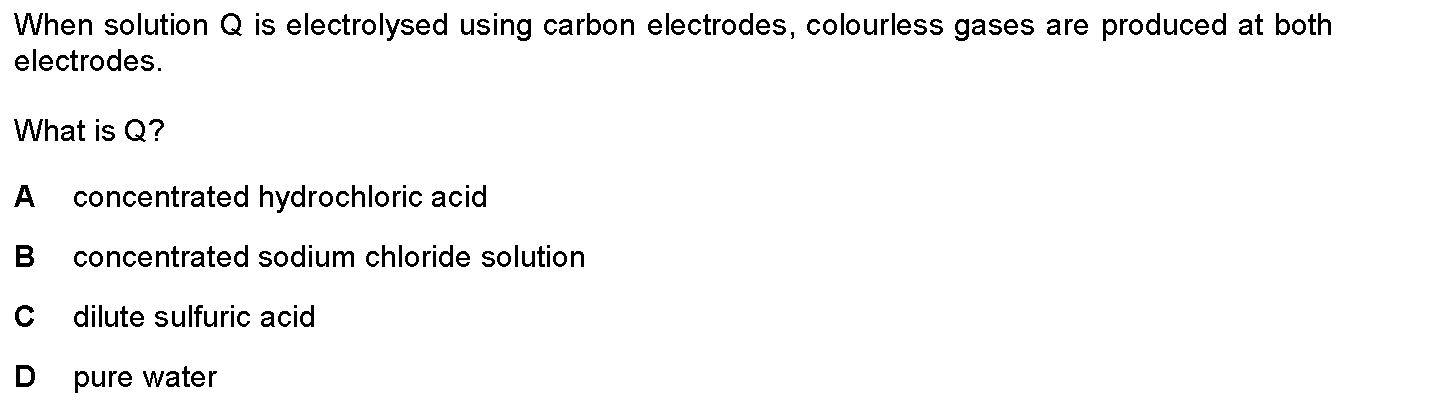 When solution Q is electrolysed using carbon electrodes, colourless gases are produced at both
electrodes.
What is Q?
A concentrated hydrochloric acid
B concentrated sodium chloride solution
C dilute sulfuric acid
D pure water